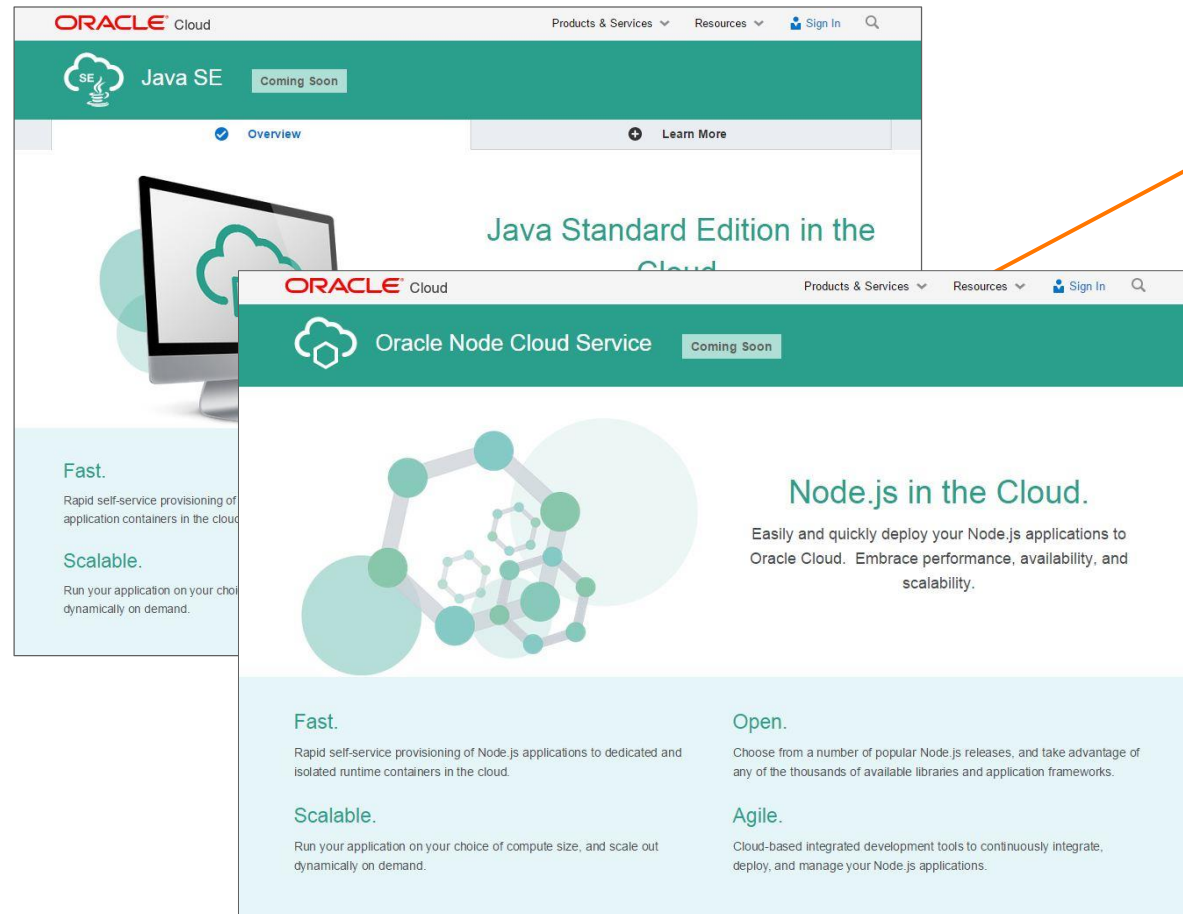 ORACLE Cloud
Products & Services Resources Sign In
SE
Java SE Coming Soon
Overview Learn More
Java Standard Edition in the
Cloud
Fast.
Rapid self-service provisioning of
application containers in the cloud
Scalable.
Run your application on your
dynamically on demand.
ORACLE Cloud
Products & Services Resources Sign In
Oracle Node Cloud Service Coming Soon
Node.js in the Cloud.
Easily and quickly deploy your Node.js applications to
Oracle Cloud. Embrace performance, availability, and
scalability.
Fast.
Rapid self-service provisioning of Node.js applications to dedicated and
isolated runtime containers in the cloud.
Scalable.
Run your application on your choice of compute size, and scale out
dynamically on demand.
Open.
Choose from a number of popular Node.js releases, and take advantage of
any of the thousands of available libraries and application frameworks.
Agile.
Cloud-based integrated development tools to continuously integrate,
deploy, and manage your Node.js applications.